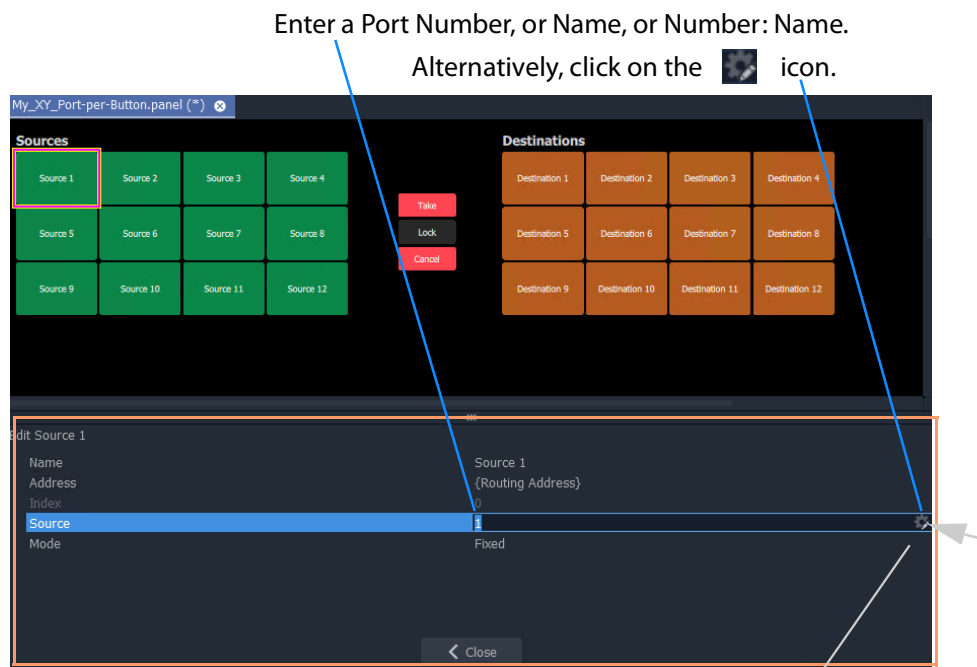 Enter a Port Number, or Name, or Number: Name.
Alternatively, click on the icon.
My_XY_Port-per-Button.panel (*)
Sources
Destinations
Source 1 Source 2 Source 3 Source 4
Destination 1 Destination 2 Destination 3 Destination 4
Take
Source 5 Source 6 Source 7 Source 8
Lock
Destination 5 Destination 6 Destination 7 Destination 8
Cancel
Source 9 Source 10 Source 11 Source 12
Destination 9 Destination 10 Destination 11 Destination 12
dit Source 1
Name Source 1
Address {Routing Address}
Index 0
Source 1
Mode Fixed
Close